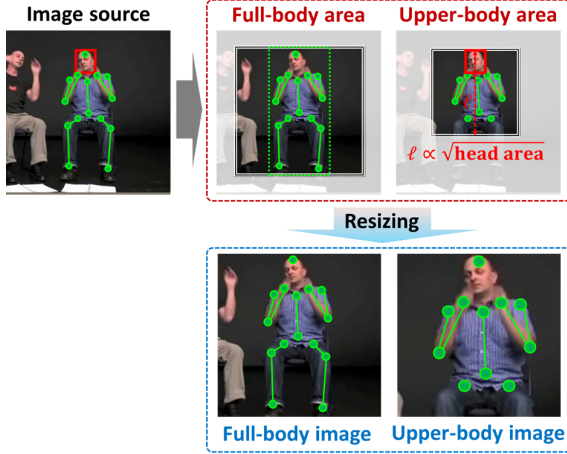 Image source
Full-body area
Upper-body area
ℓ ∝ √head area
Resizing
Full-body image
Upper-body image